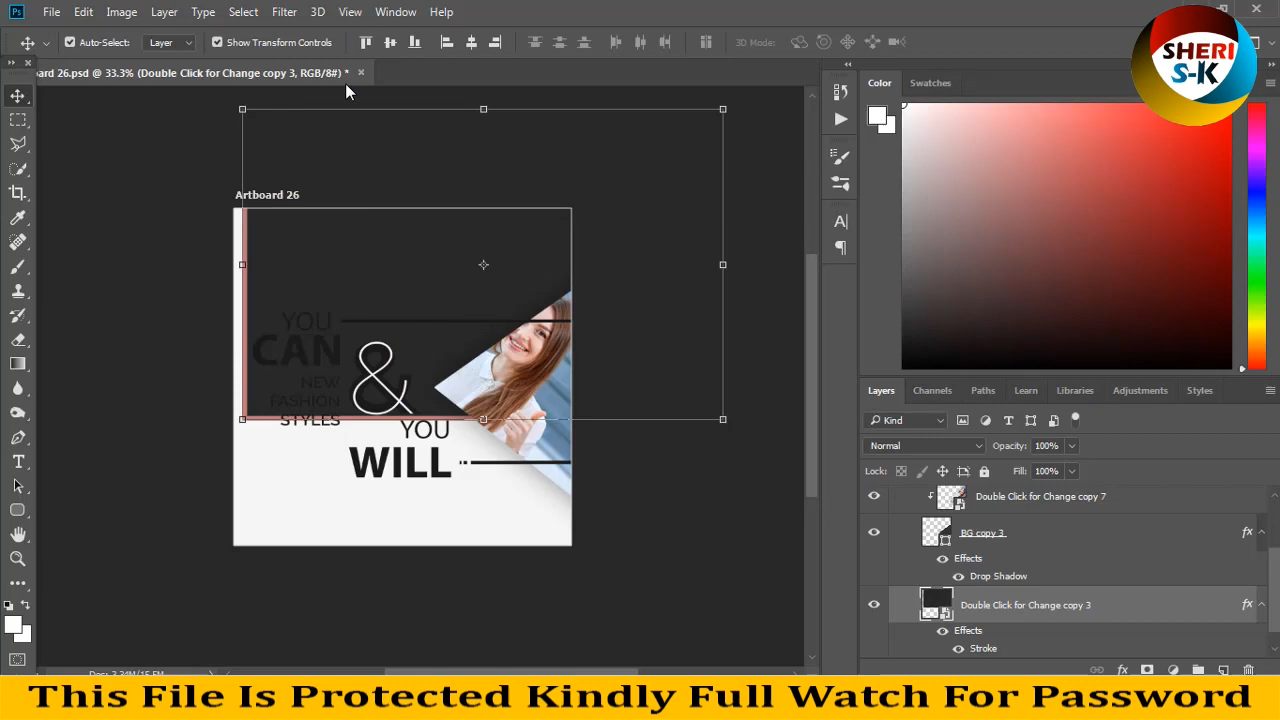 Ps File Edit Image Layer Type Select Filter 3D View Window Help
Auto-Select: Layer Show Transform Controls 3D Mode:
ard 26.psd @ 33.3% (Double Click for Change copy 3, RGB/8#) *
SHERI
S-K
Color Swatches
Artboard 26
YOU
CAN
NEW
FASHION
STYLES
&
YOU
WILL
Layers Channels Paths Learn Libraries Adjustments Styles
Kind
Normal Opacity: 100%
Lock: Fill: 100%
Double Click for Change copy 7
BG copy 3 fx
Effects
Drop Shadow
Double Click for Change copy 3 fx
Effects
Stroke
fx
This File Is Protected Kindly Full Watch For Password